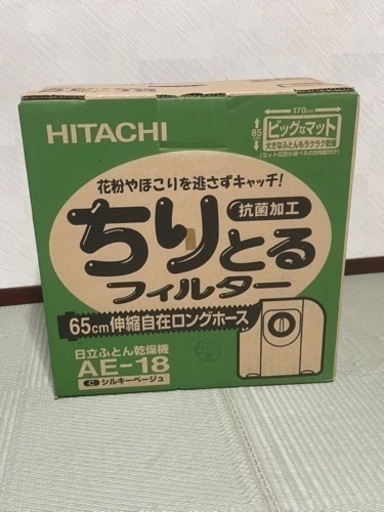 HITACHI
170cm
85cm
ビッグなマット
大きなふとんもラクラク乾燥
花粉やほこりを逃さずキャッチ!
抗菌加工
ちりとる
フィルター
65cm伸縮自在ロングホース
日立ふとん乾燥機
AE-18
C シルキーベージュ